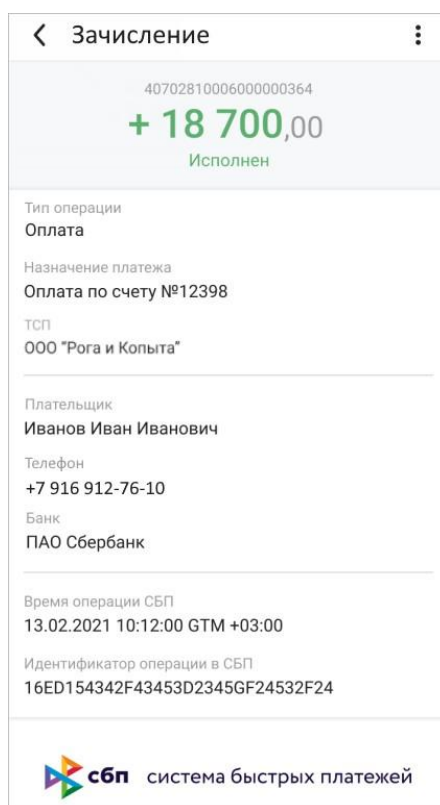 Зачисление
40702810006000000364
+ 18 700,00
Исполнен
Тип операции
Оплата
Назначение платежа
Оплата по счету №12398
ТСП
ООО "Рога и Копыта"
Плательщик
Иванов Иван Иванович
Телефон
+7 916 912-76-10
Банк
ПАО Сбербанк
Время операции СБП
13.02.2021 10:12:00 GTM +03:00
Идентификатор операции в СБП
16ED154342F43453D2345GF24532F24
сбп система быстрых платежей